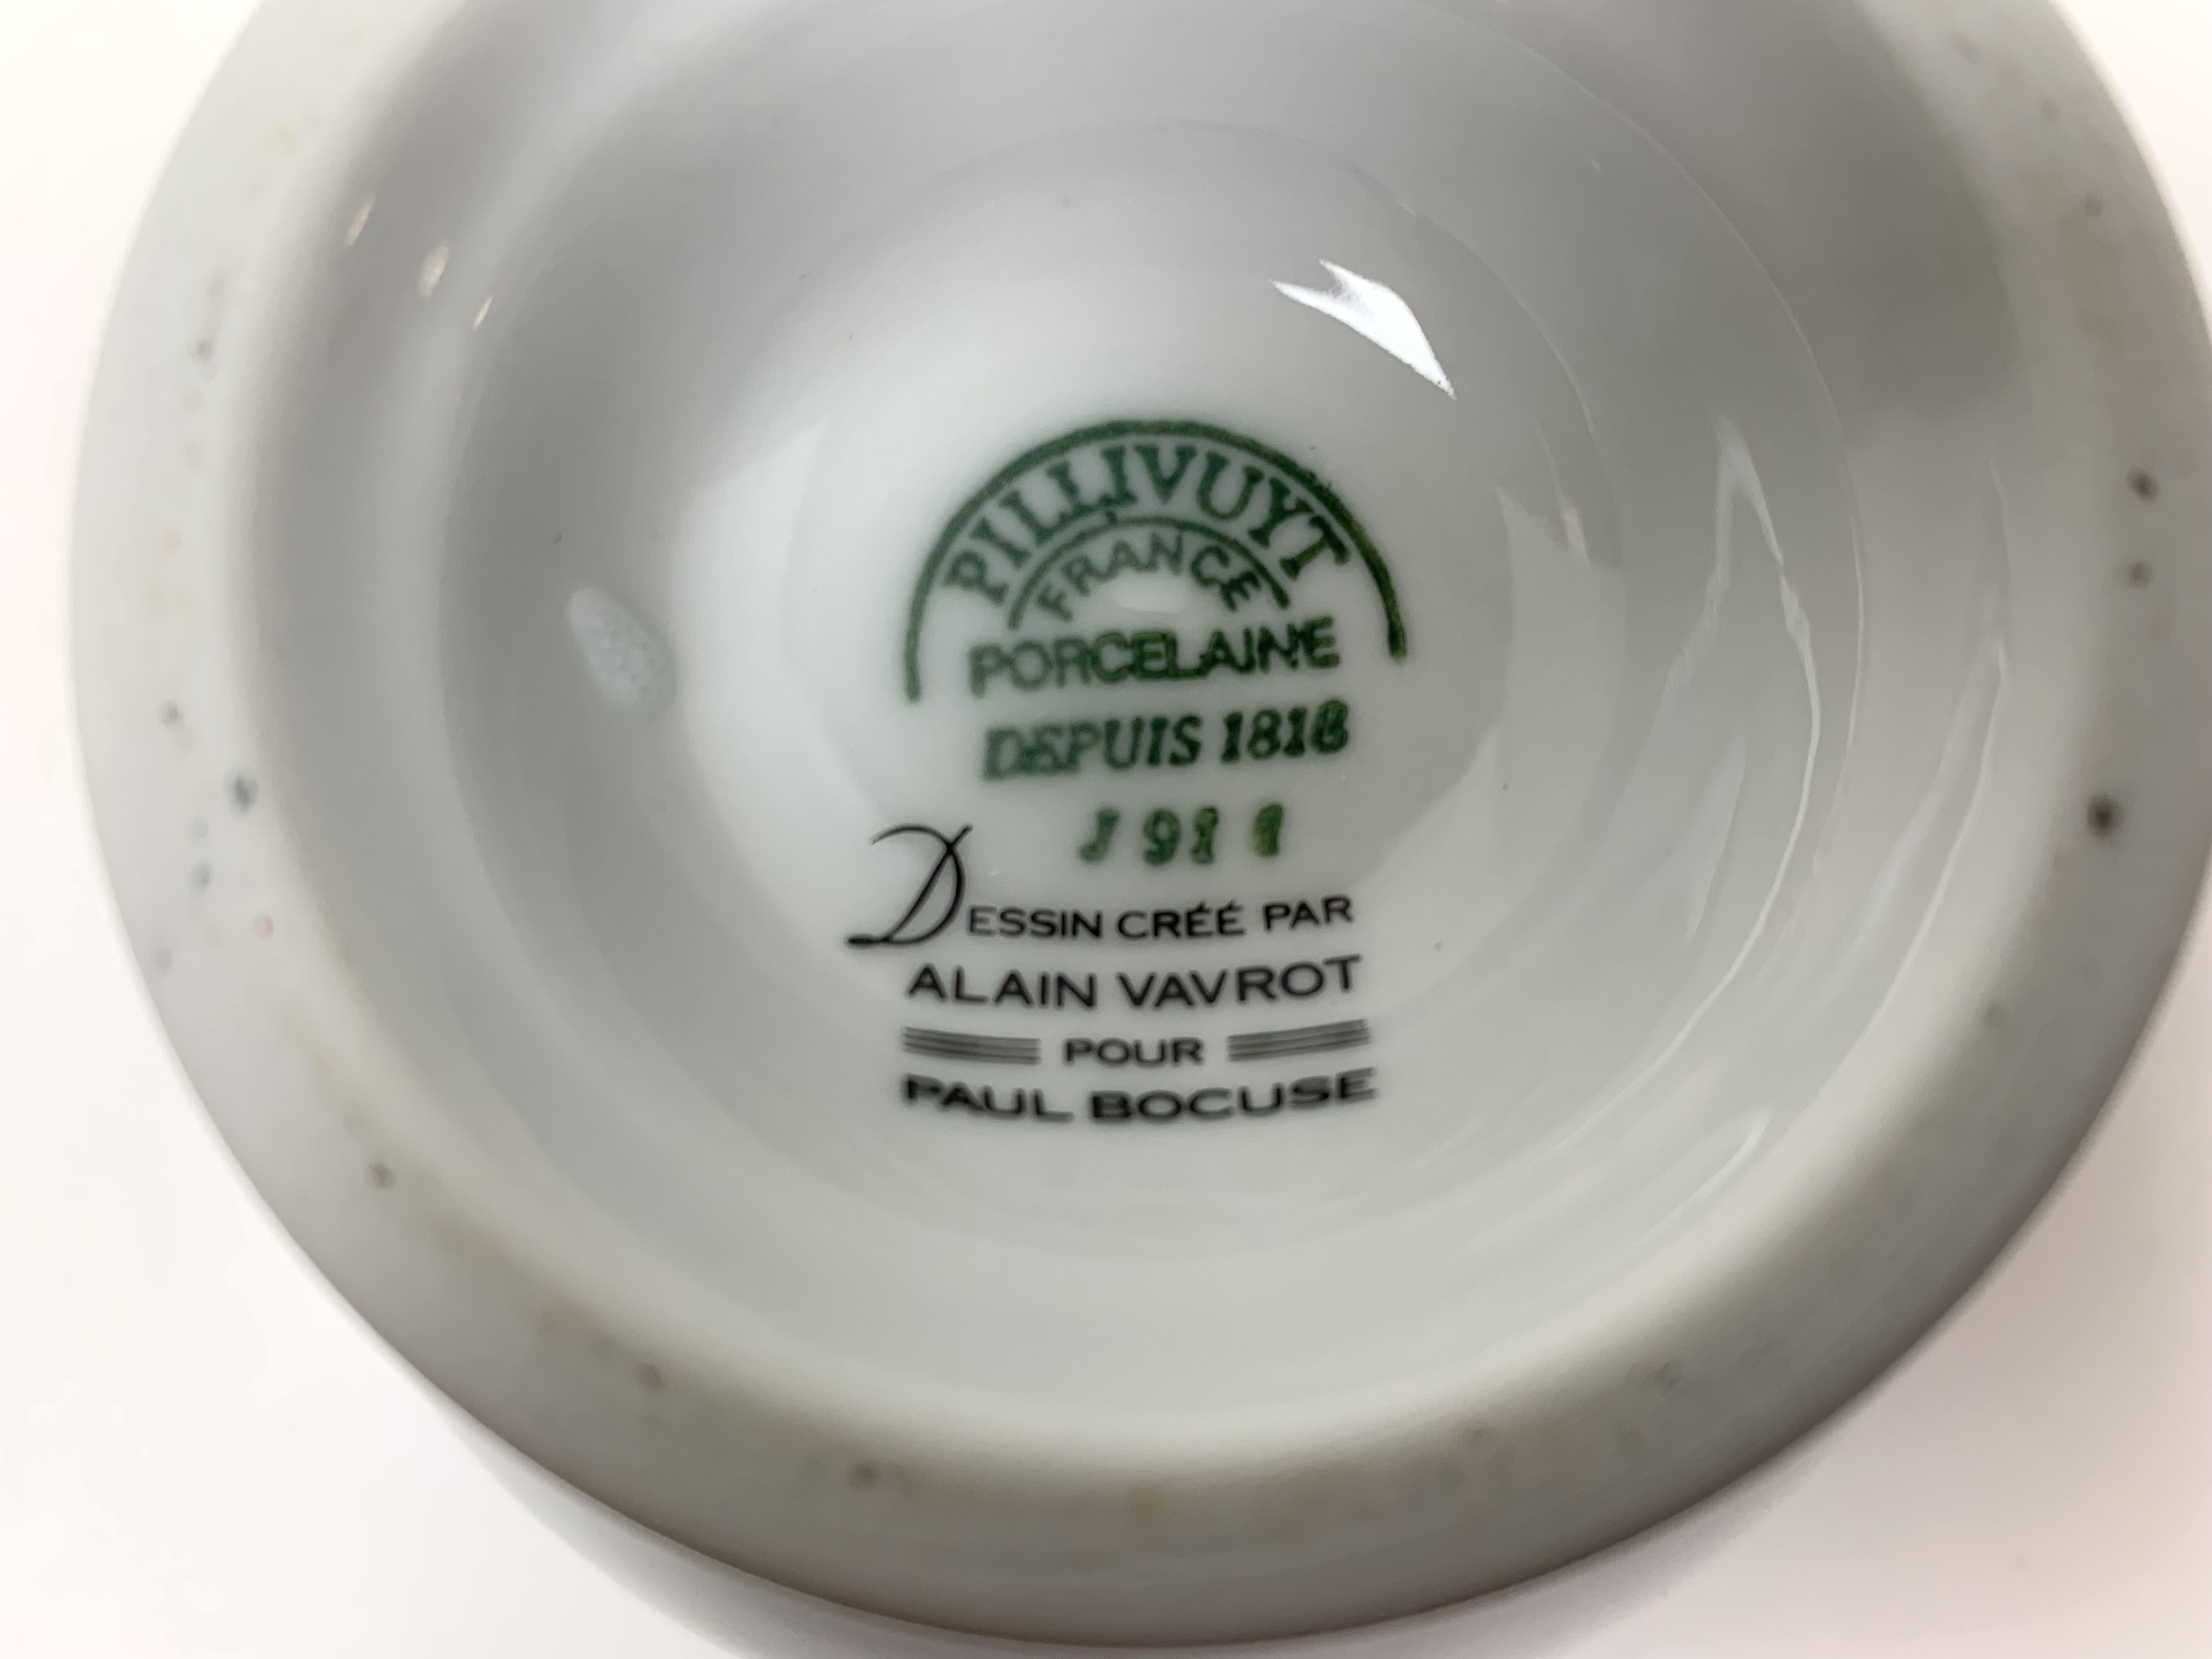 PILLIVUYT
FRANCE
PORCELAINE
DEPUIS 1818
DESSIN CRÉÉ PAR
ALAIN VAVROT
POUR
PAUL BOCUSE